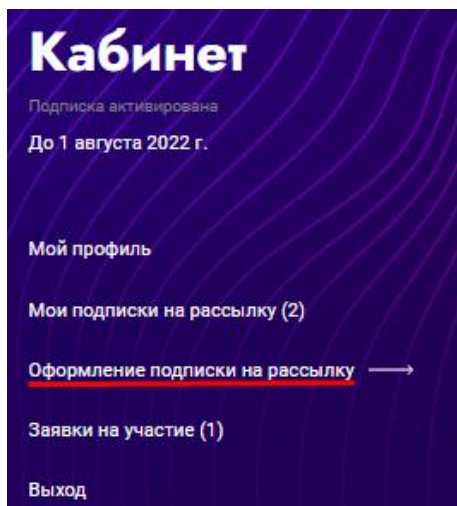 Кабинет
Подписка активирована
До 1 августа 2022 г.
Мой профиль
Мои подписки на рассылку (2)
Оформление подписки на рассылку
Заявки на участие (1)
Выход